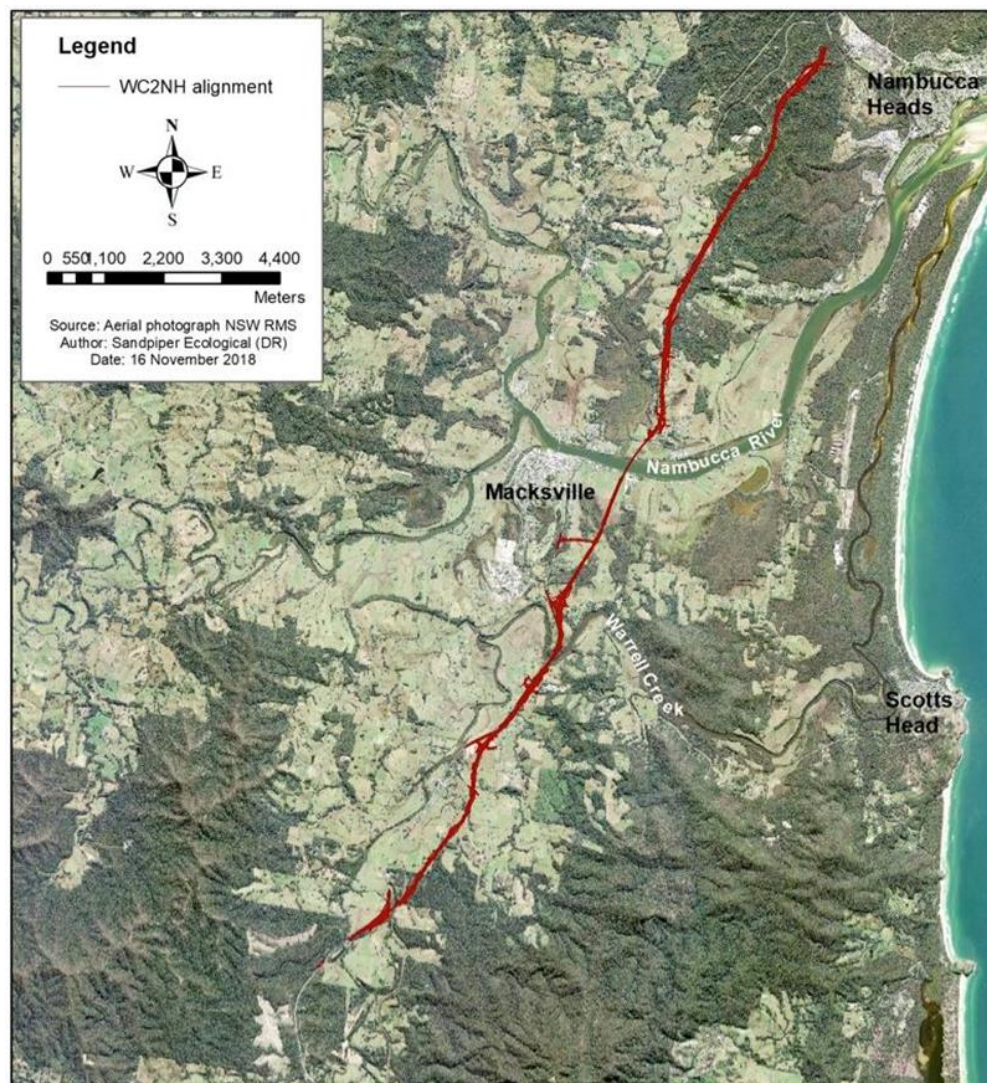 Legend
WC2NH alignment
N
W E
S
0 550 1,100 2,200 3,300 4,400
Meters
Source: Aerial photograph NSW RMS
Author: Sandpiper Ecological (DR)
Date: 16 November 2018
Nambucca
Heads
Nambucca River
Macksville
Warrell Creek
Scotts
Head